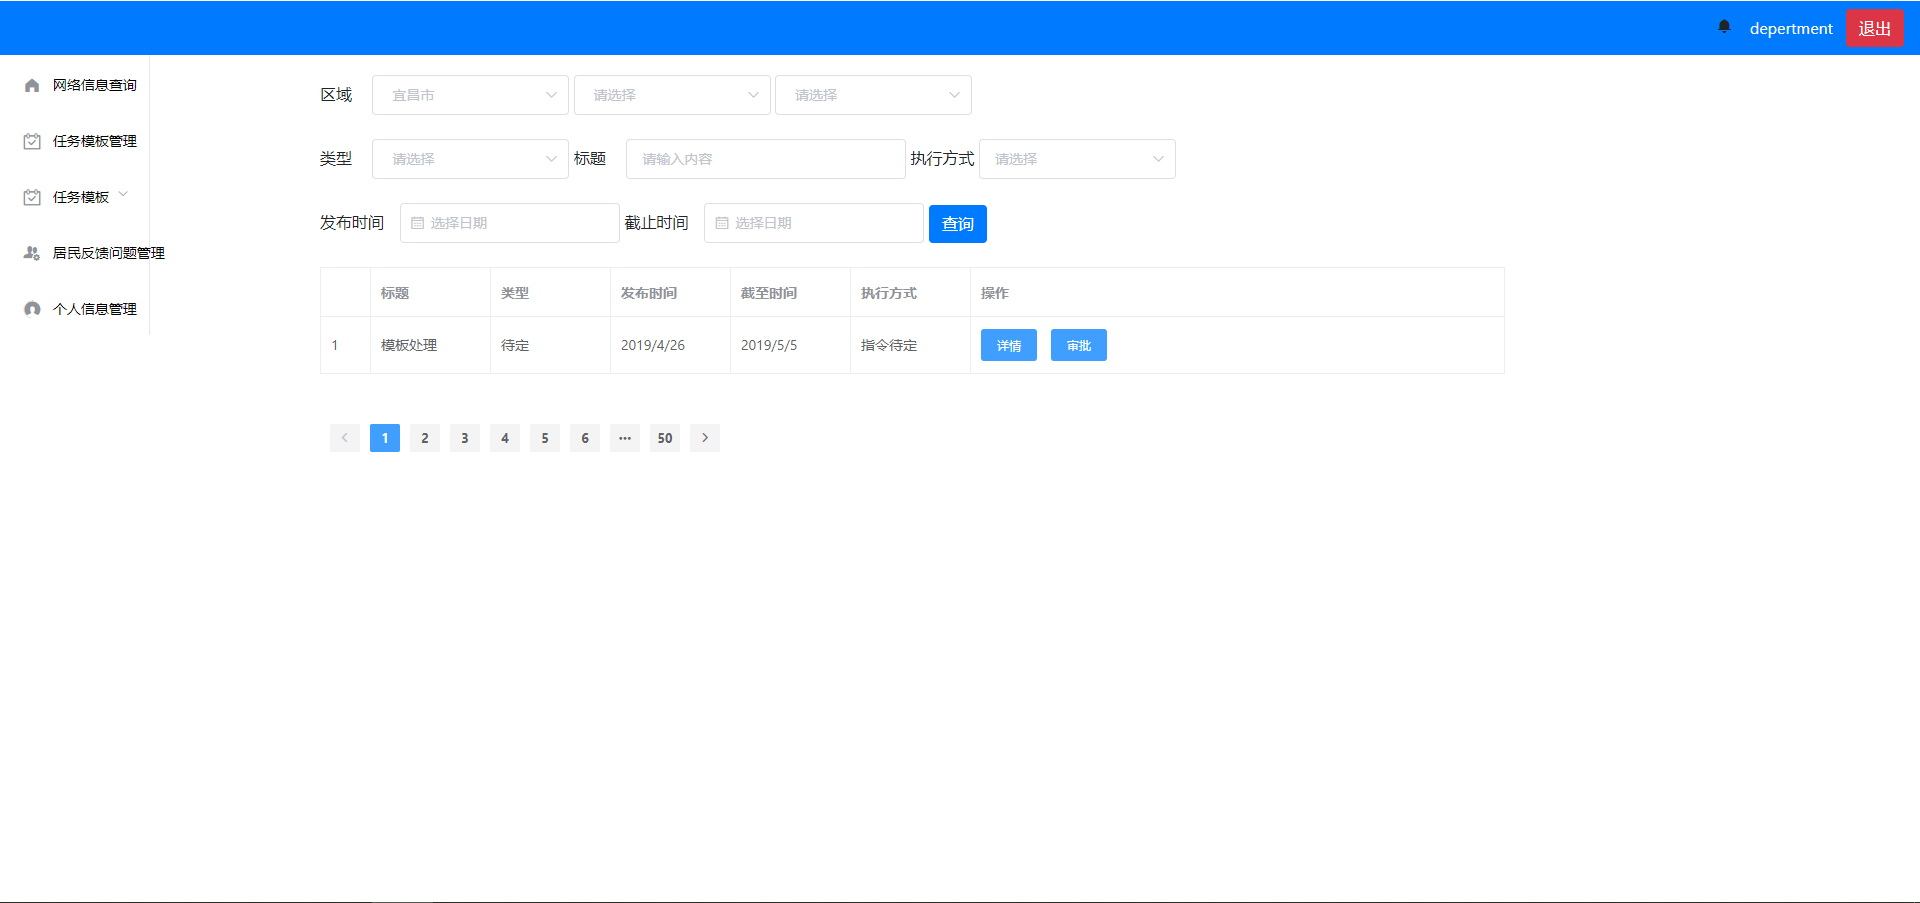 depertment 退出
网络信息查询
任务模板管理
任务模板
居民反馈问题管理
个人信息管理
区域 宜昌市 请选择 请选择
类型 请选择 标题 请输入内容 执行方式 请选择
发布时间 选择日期 截止时间 选择日期 查询
标题 类型 发布时间 截至时间 执行方式 操作
1 模板处理 待定 2019/4/26 2019/5/5 指令待定 详情 审批
1 2 3 4 5 6 ··· 50